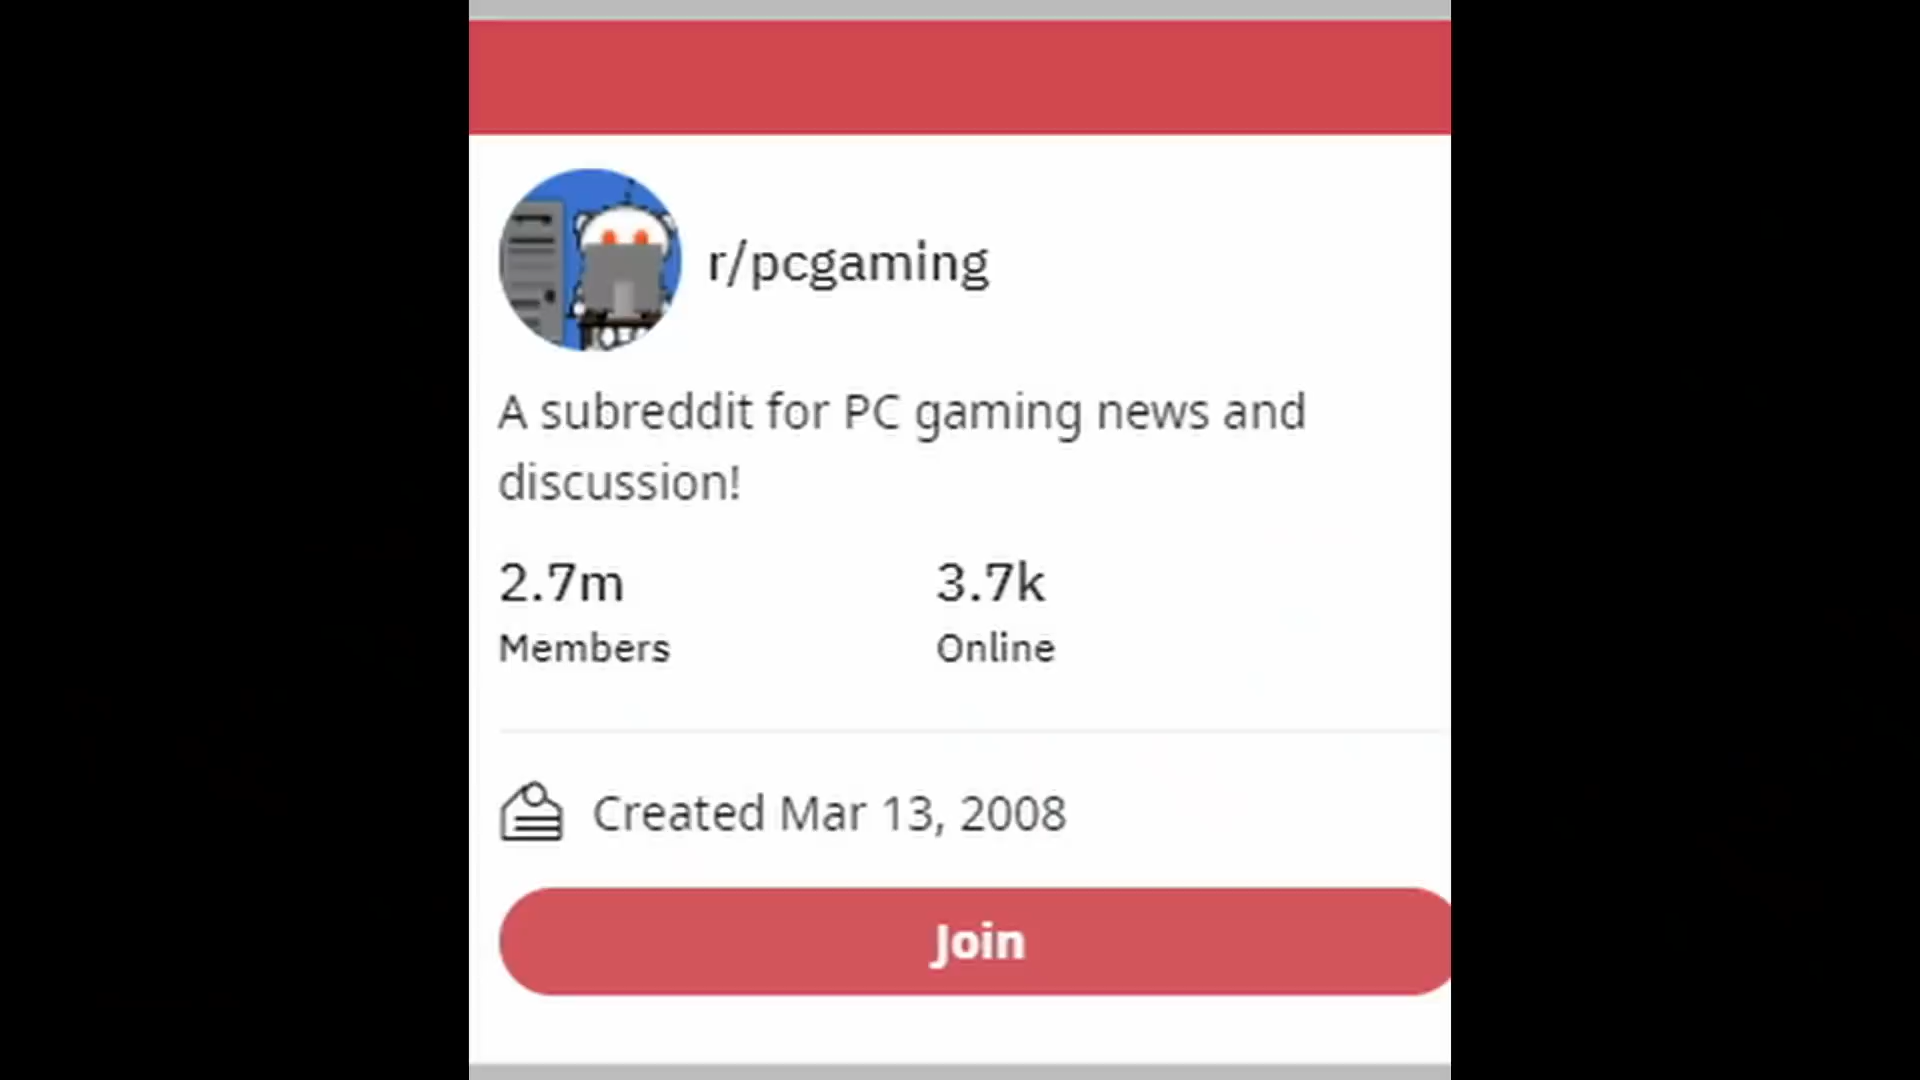 r/pcgaming
A subreddit for PC gaming news and
discussion!
2.7m
3.7k
Members
Online
Created Mar 13, 2008
Join